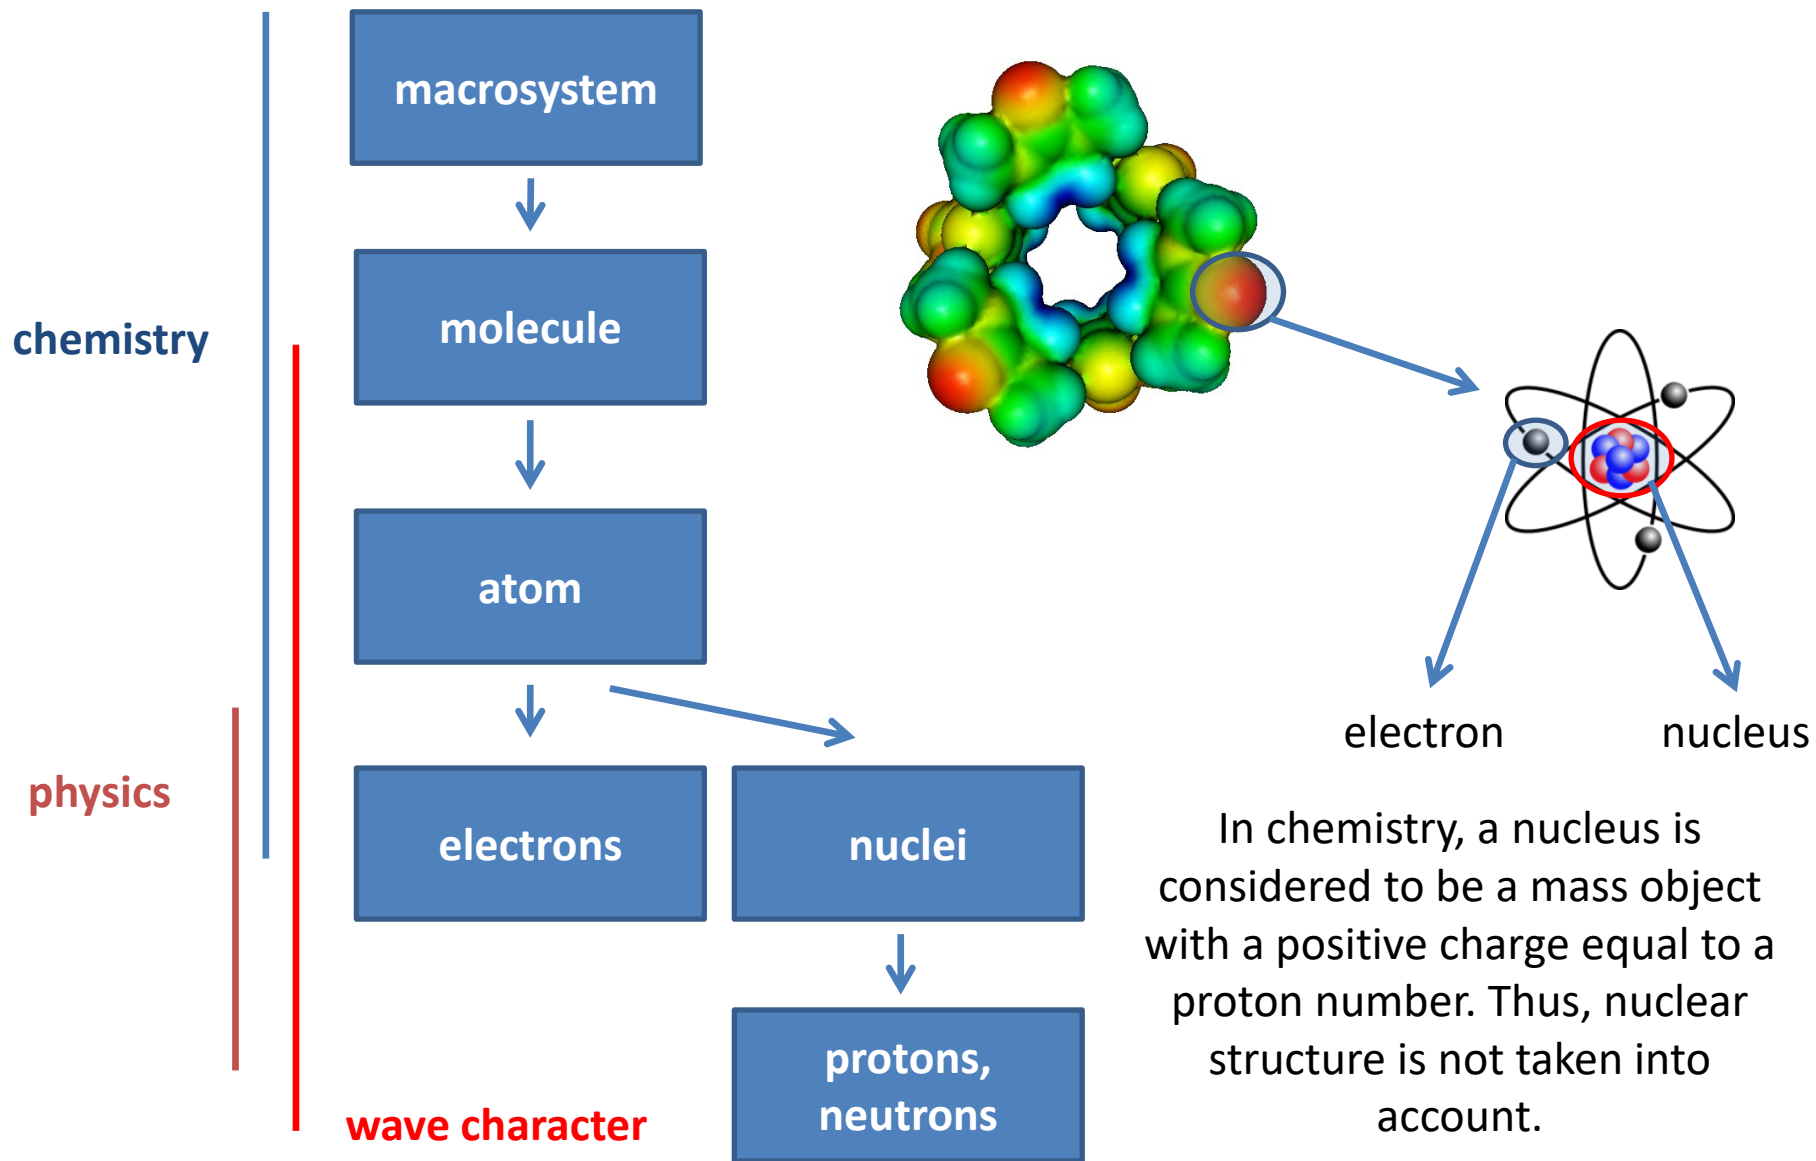 macrosystem
molecule
chemistry
atom
physics
electrons
nuclei
protons,
neutrons
wave character
electron
nucleus
In chemistry, a nucleus is
considered to be a mass object
with a positive charge equal to a
proton number. Thus, nuclear
structure is not taken into
account.